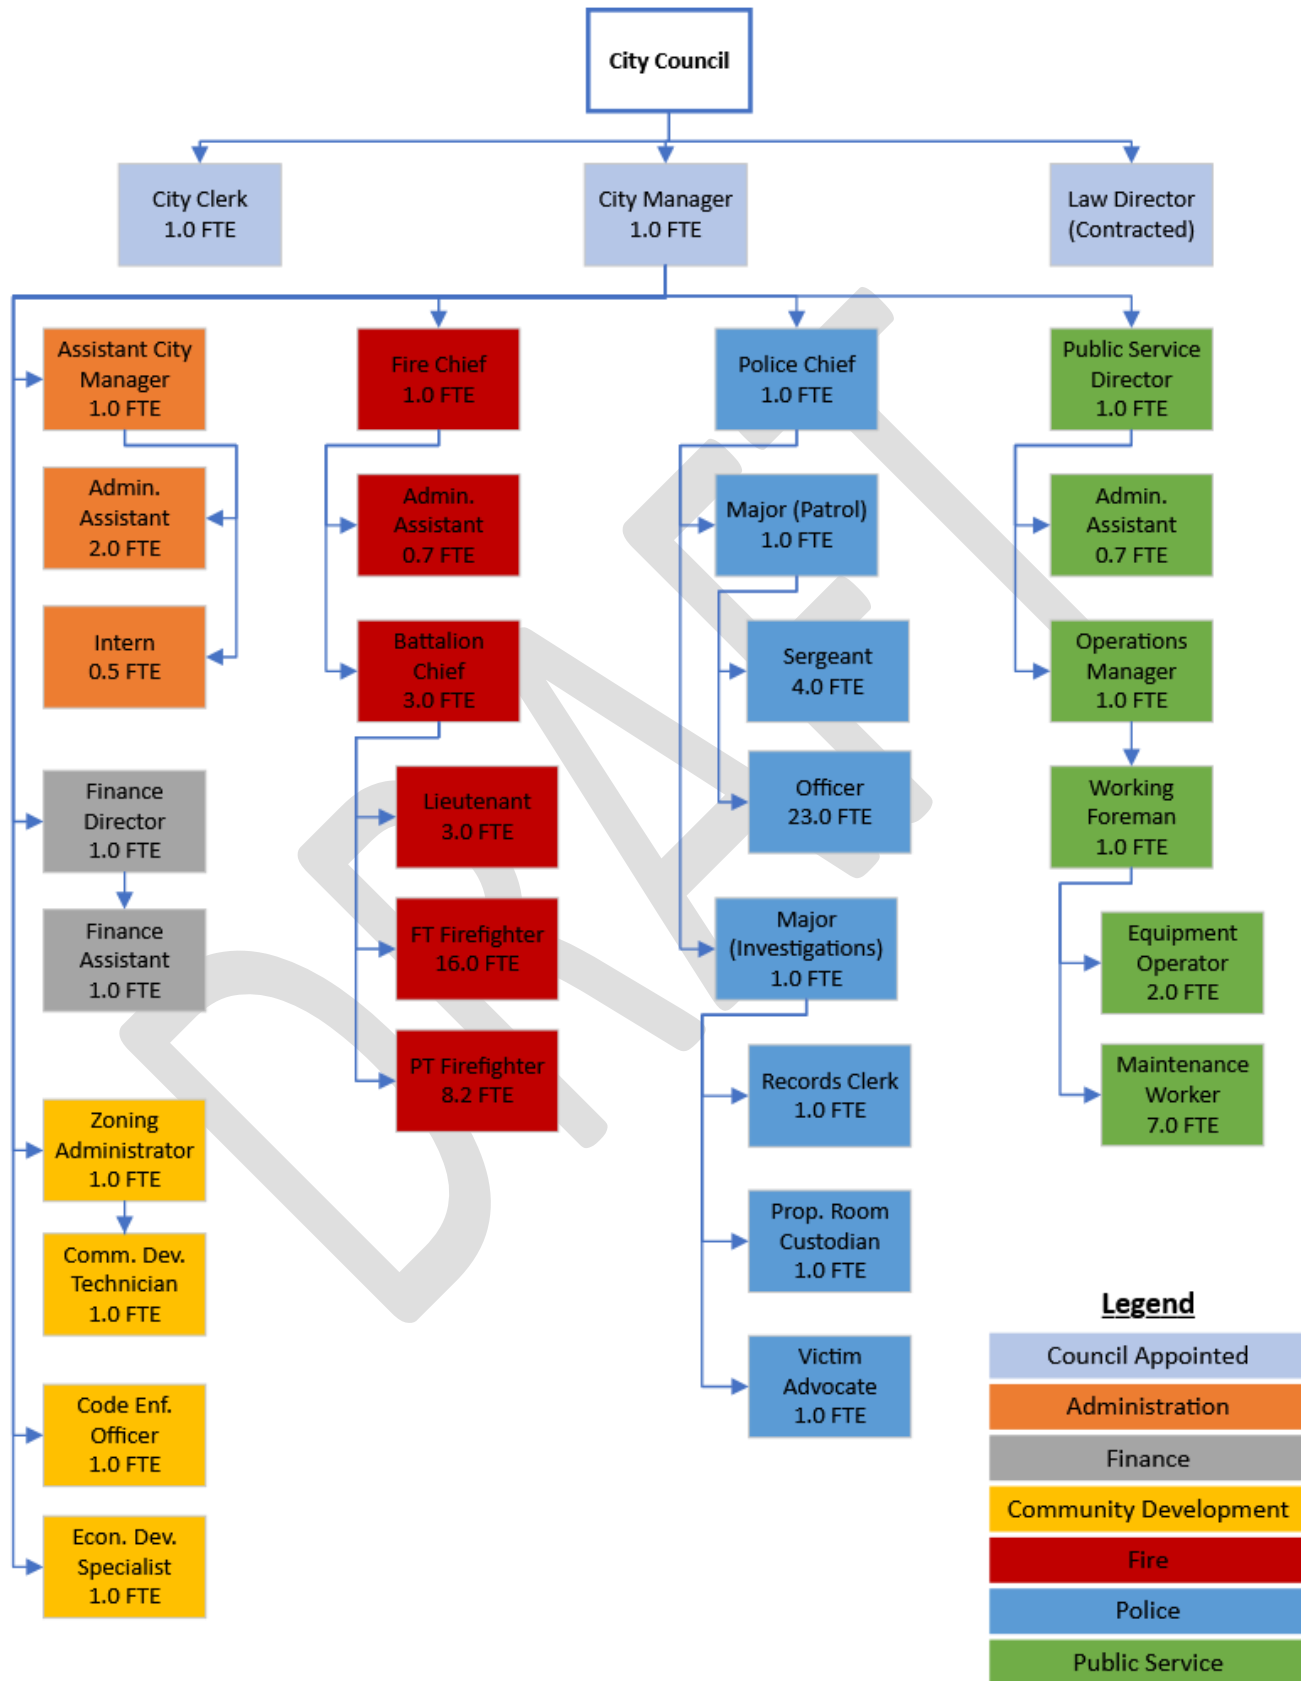 City Council
City Clerk
1.0 FTE
City Manager
1.0 FTE
Law Director
(Contracted)
Assistant City
Manager
1.0 FTE
Admin.
Assistant
2.0 FTE
Intern
0.5 FTE
Finance
Director
1.0 FTE
Finance
Assistant
1.0 FTE
Zoning
Administrator
1.0 FTE
Comm. Dev.
Technician
1.0 FTE
Code Enf.
Officer
1.0 FTE
Econ. Dev.
Specialist
1.0 FTE
Fire Chief
1.0 FTE
Admin.
Assistant
0.7 FTE
Battalion
Chief
3.0 FTE
Lieutenant
3.0 FTE
FT Firefighter
16.0 FTE
PT Firefighter
8.2 FTE
Police Chief
1.0 FTE
Major (Patrol)
1.0 FTE
Sergeant
4.0 FTE
Officer
23.0 FTE
Major
(Investigations)
1.0 FTE
Records Clerk
1.0 FTE
Prop. Room
Custodian
1.0 FTE
Victim
Advocate
1.0 FTE
Public Service
Director
1.0 FTE
Admin.
Assistant
0.7 FTE
Operations
Manager
1.0 FTE
Working
Foreman
1.0 FTE
Equipment
Operator
2.0 FTE
Maintenance
Worker
7.0 FTE
Legend
Council Appointed
Administration
Finance
Community Development
Fire
Police
Public Service
DRAFT